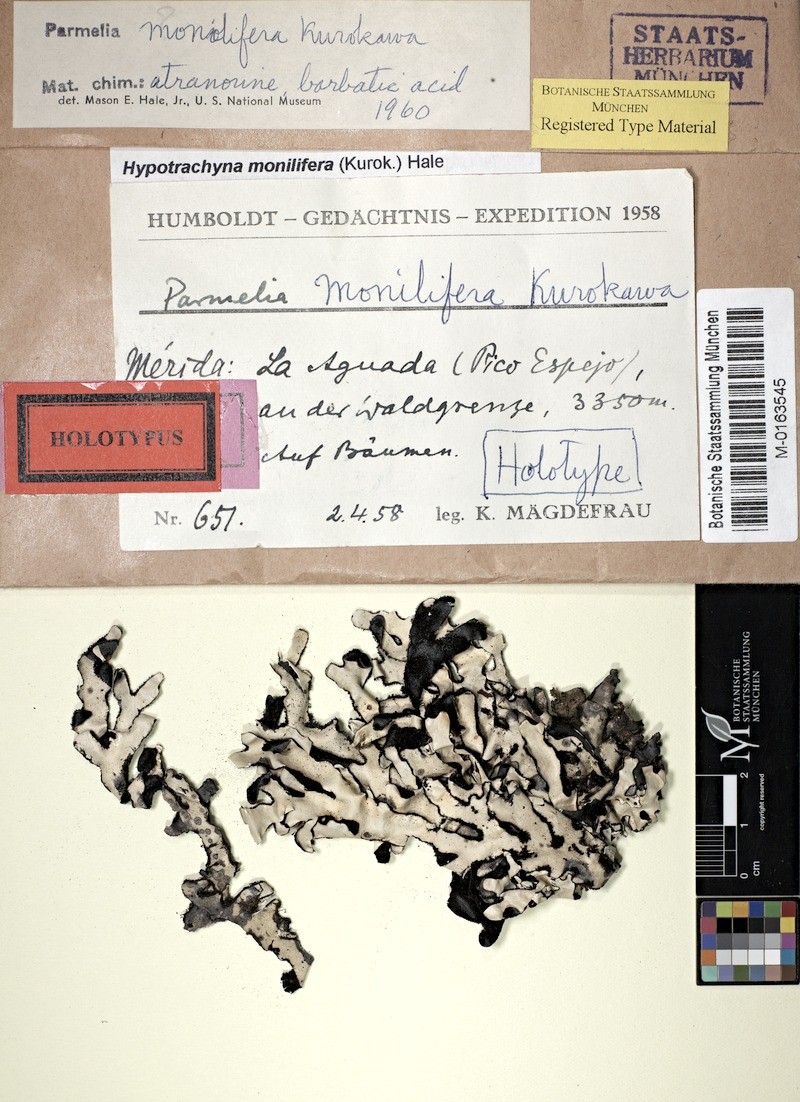 Parmelia monilifera Kurokawa
Mat. chim.: atranorine, barbatic acid
det. Mason E. Hale, Jr., U. S. National Museum
1960
STAATS-
HERBARIUM
MÜNCHEN
BOTANISCHE STAATSSAMMLUNG
MÜNCHEN
Registered Type Material
Hypotrachyna monilifera (Kurok.) Hale
HUMBOLDT – GEDÄCHTNIS – EXPEDITION 1958
Parmelia Monilifera Kurokawa
Mérida: La Aguada (Pico Espejo),
an der Waldgrenze, 3350m.
Auf Bäumen.
Holotype
HOLOTYPUS
Nr. 651. 2.4.58 leg. K. MÄGDEFRAU
Botanische Staatssammlung München
M-0163545
BOTANISCHE
STAATSSAMMLUNG
MÜNCHEN
0 1 2
cm
copyright reserved